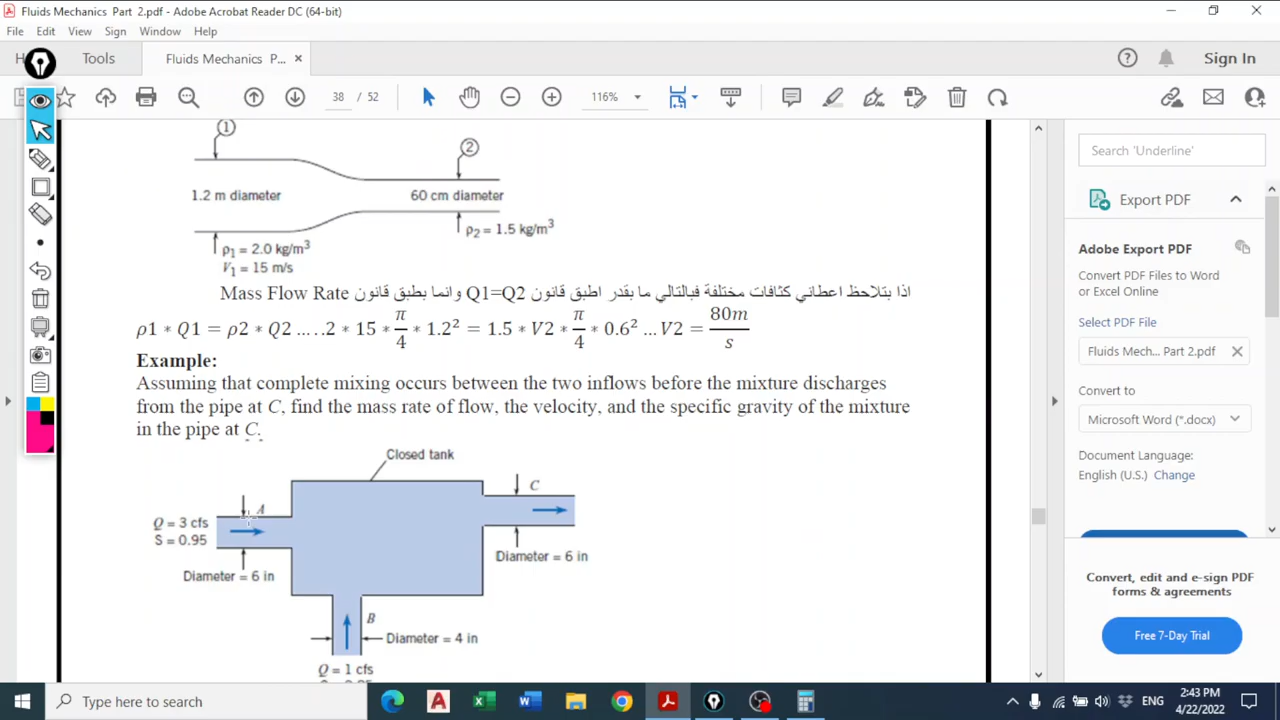 Fluids Mechanics Part 2.pdf - Adobe Acrobat Reader DC (64-bit)
File Edit View Sign Window Help
Tools
Fluids Mechanics P...
Sign In
38 / 52
116%
①
②
1.2 m diameter
60 cm diameter
ρ1 = 2.0 kg/m³
V1 = 15 m/s
ρ2 = 1.5 kg/m³
اذا بتلاحظ اعطاني كثافات مختلفة فبالتالي ما بقدر اطبق قانون Q1=Q2 وانما بطبق قانون Mass Flow Rate
ρ1 ∗ Q1 = ρ2 ∗ Q2 … . . 2 ∗ 15 ∗ π/4 ∗ 1.2² = 1.5 ∗ V2 ∗ π/4 ∗ 0.6² … V2 = 80m/s
Example:
Assuming that complete mixing occurs between the two inflows before the mixture discharges
from the pipe at C, find the mass rate of flow, the velocity, and the specific gravity of the mixture
in the pipe at C.
Closed tank
A
C
Q = 3 cfs
S = 0.95
Diameter = 6 in
Diameter = 6 in
B
Diameter = 4 in
Q = 1 cfs
Search 'Underline'
Export PDF
Adobe Export PDF
Convert PDF Files to Word
or Excel Online
Select PDF File
Fluids Mech... Part 2.pdf
Convert to
Microsoft Word (*.docx)
Document Language:
English (U.S.) Change
Convert, edit and e-sign PDF
forms & agreements
Free 7-Day Trial
Type here to search
ENG
2:43 PM
4/22/2022